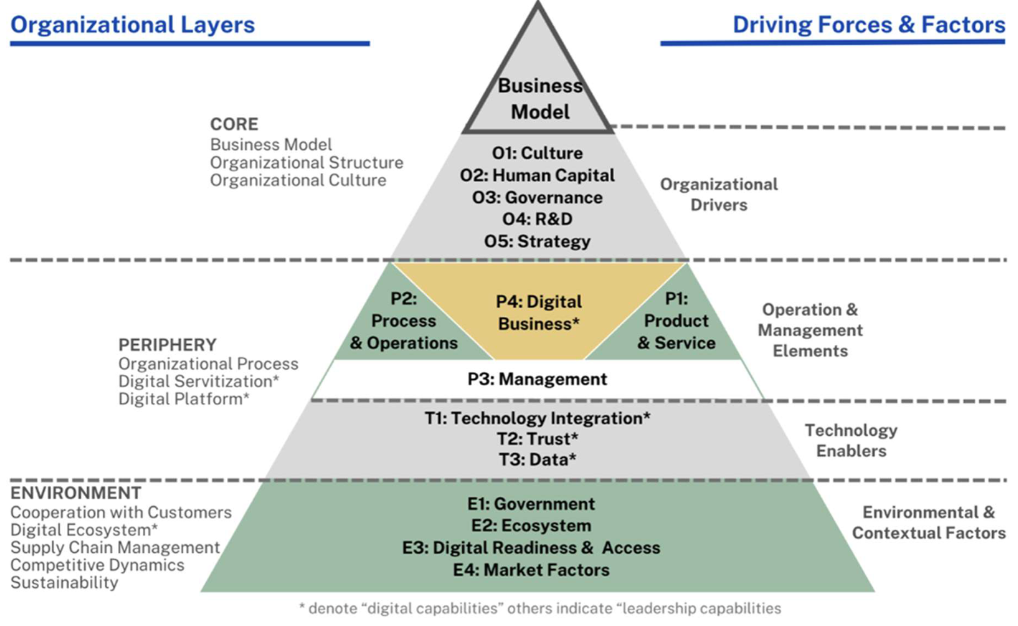 Organizational Layers
Driving Forces & Factors
Business
Model
CORE
Business Model
Organizational Structure
Organizational Culture
O1: Culture
O2: Human Capital
O3: Governance
O4: R&D
O5: Strategy
Organizational
Drivers
PERIPHERY
Organizational Process
Digital Servitization*
Digital Platform*
P2:
Process
& Operations
P4: Digital
Business*
P1:
Product
& Service
P3: Management
Operation &
Management
Elements
T1: Technology Integration*
T2: Trust*
T3: Data*
Technology
Enablers
ENVIRONMENT
Cooperation with Customers
Digital Ecosystem*
Supply Chain Management
Competitive Dynamics
Sustainability
E1: Government
E2: Ecosystem
E3: Digital Readiness & Access
E4: Market Factors
Environmental &
Contextual Factors
* denote “digital capabilities” others indicate “leadership capabilities